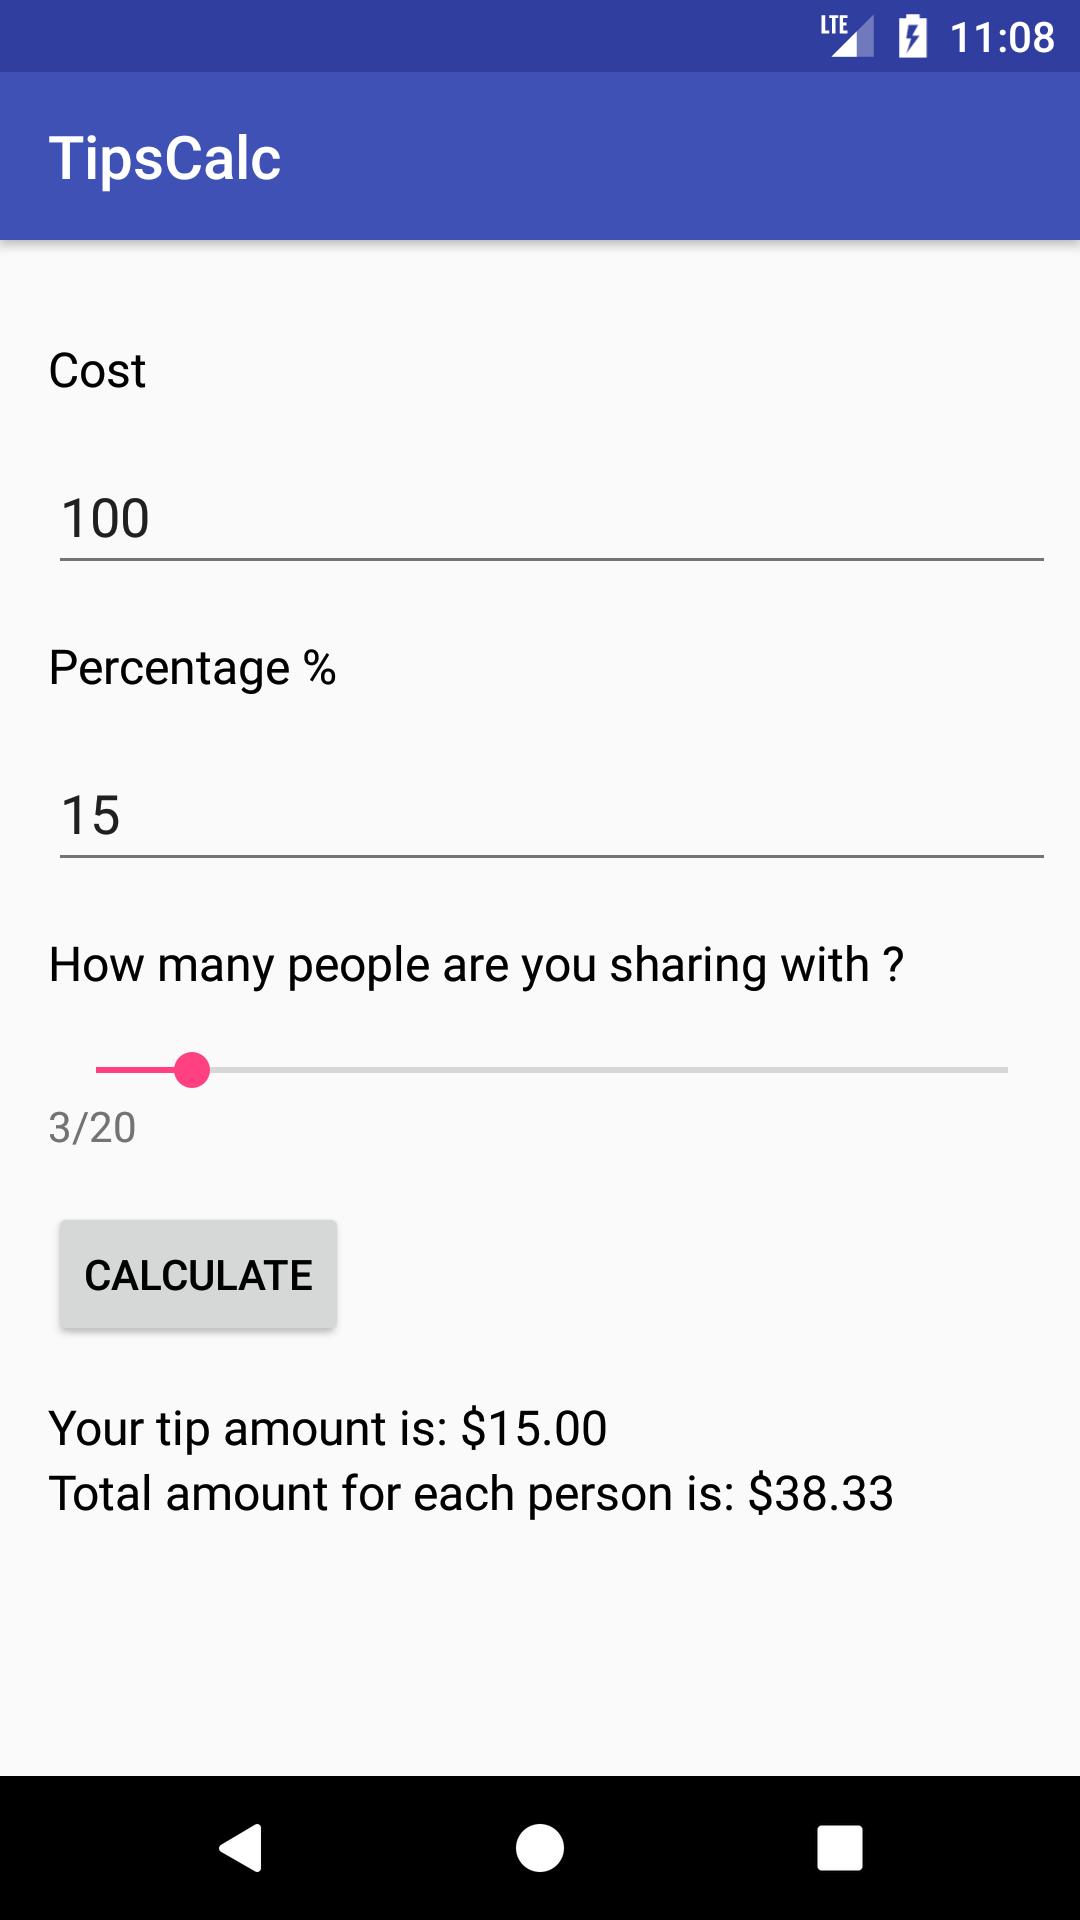 LTE 11:08
TipsCalc
Cost
100
Percentage %
15
How many people are you sharing with ?
3/20
CALCULATE
Your tip amount is: $15.00
Total amount for each person is: $38.33